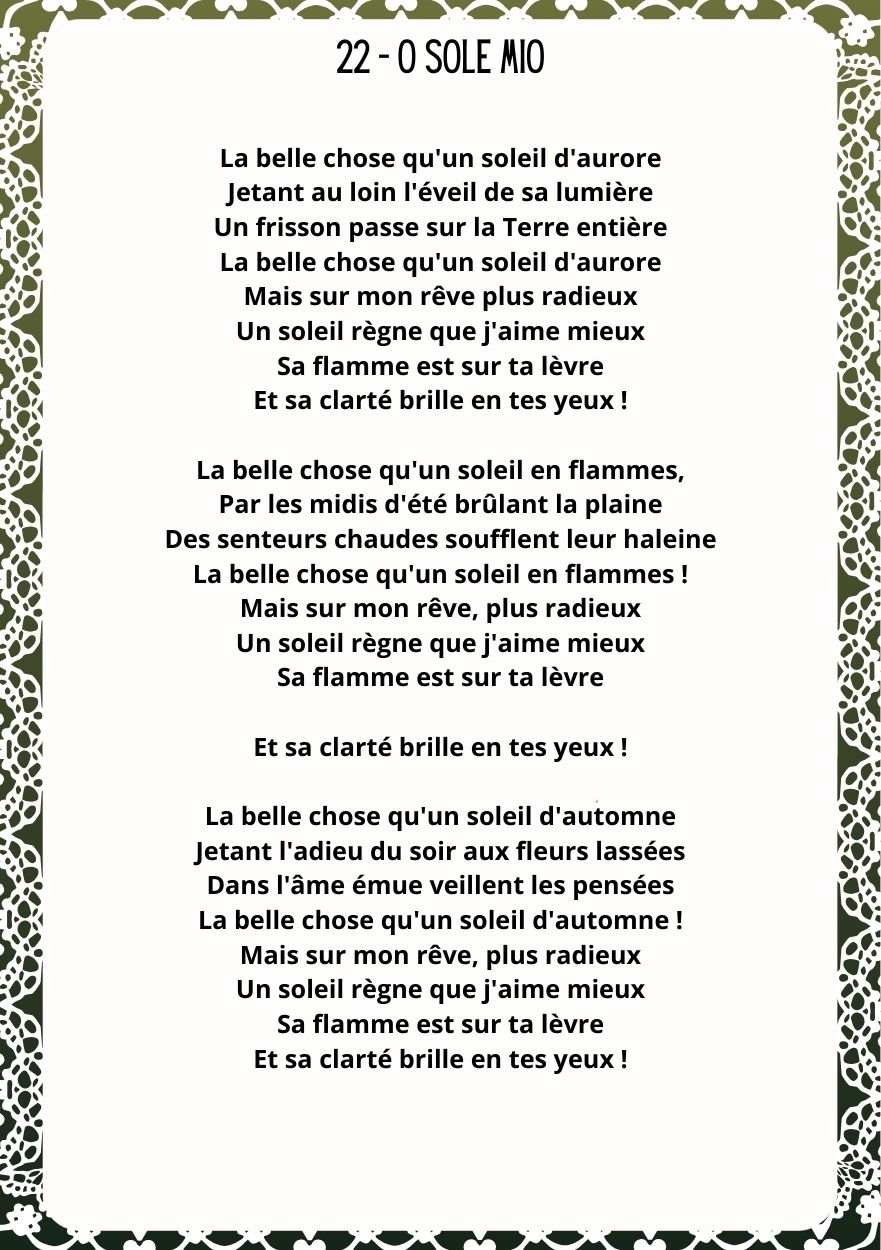 22 - O SOLE MIO
La belle chose qu'un soleil d'aurore
Jetant au loin l'éveil de sa lumière
Un frisson passe sur la Terre entière
La belle chose qu'un soleil d'aurore
Mais sur mon rêve plus radieux
Un soleil règne que j'aime mieux
Sa flamme est sur ta lèvre
Et sa clarté brille en tes yeux !
La belle chose qu'un soleil en flammes,
Par les midis d'été brûlant la plaine
Des senteurs chaudes soufflent leur haleine
La belle chose qu'un soleil en flammes !
Mais sur mon rêve, plus radieux
Un soleil règne que j'aime mieux
Sa flamme est sur ta lèvre
Et sa clarté brille en tes yeux !
La belle chose qu'un soleil d'automne
Jetant l'adieu du soir aux fleurs lassées
Dans l'âme émue veillent les pensées
La belle chose qu'un soleil d'automne !
Mais sur mon rêve, plus radieux
Un soleil règne que j'aime mieux
Sa flamme est sur ta lèvre
Et sa clarté brille en tes yeux !